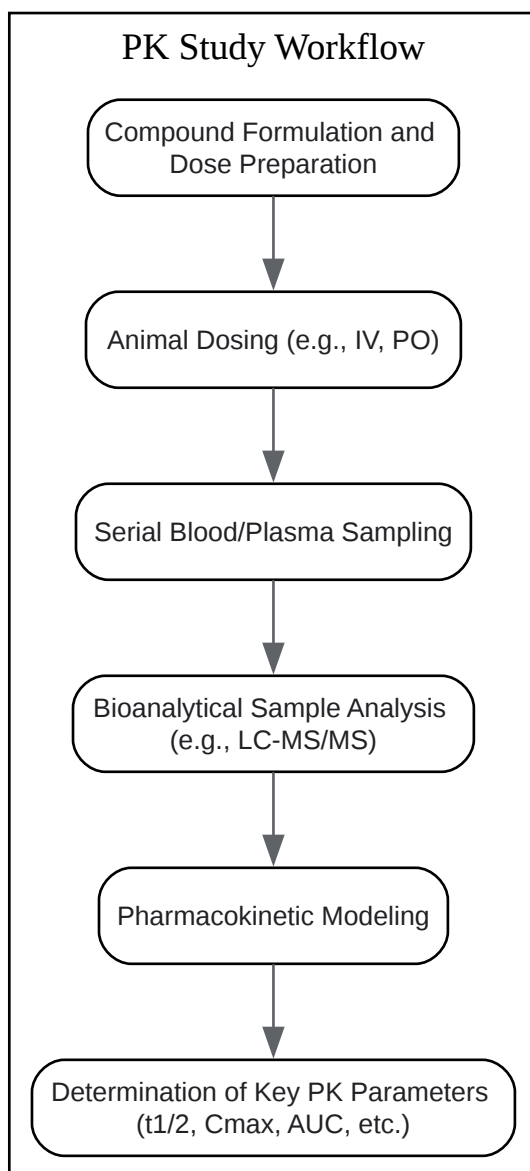 PK Study Workflow
Compound Formulation and
Dose Preparation
Animal Dosing (e.g., IV, PO)
Serial Blood/Plasma Sampling
Bioanalytical Sample Analysis
(e.g., LC-MS/MS)
Pharmacokinetic Modeling
Determination of Key PK Parameters
(t1/2, Cmax, AUC, etc.)